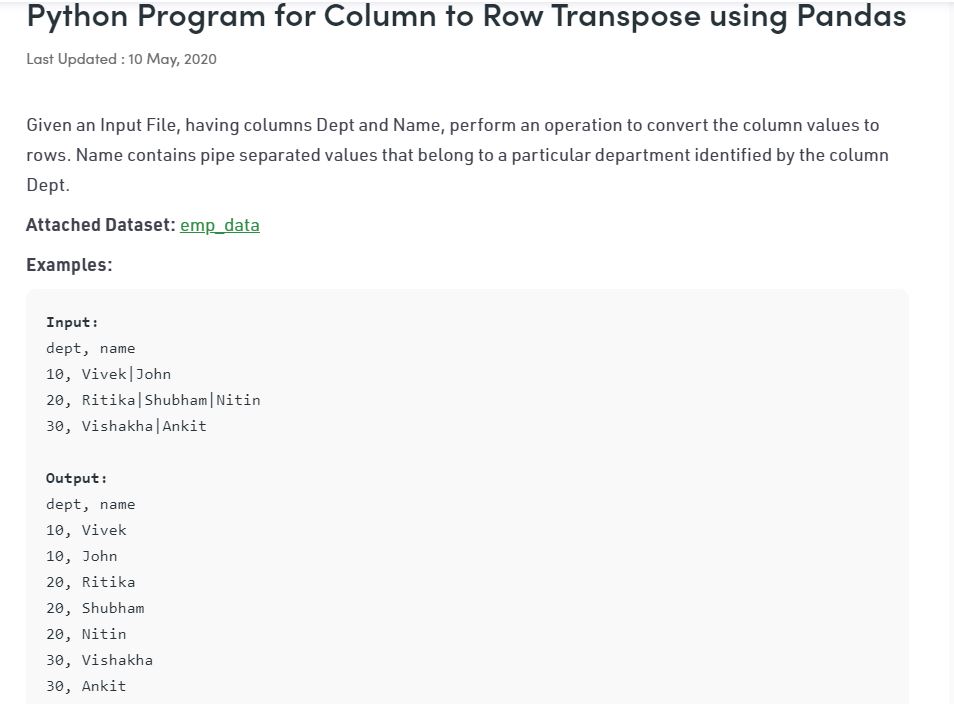 Python Program for Column to Row Transpose using Pandas
Last Updated : 10 May, 2020
Given an Input File, having columns Dept and Name, perform an operation to convert the column values to
rows. Name contains pipe separated values that belong to a particular department identified by the column
Dept.
Attached Dataset: emp_data
Examples:
Input:
dept, name
10, Vivek|John
20, Ritika|Shubham|Nitin
30, Vishakha|Ankit
Output:
dept, name
10, Vivek
10, John
20, Ritika
20, Shubham
20, Nitin
30, Vishakha
30, Ankit